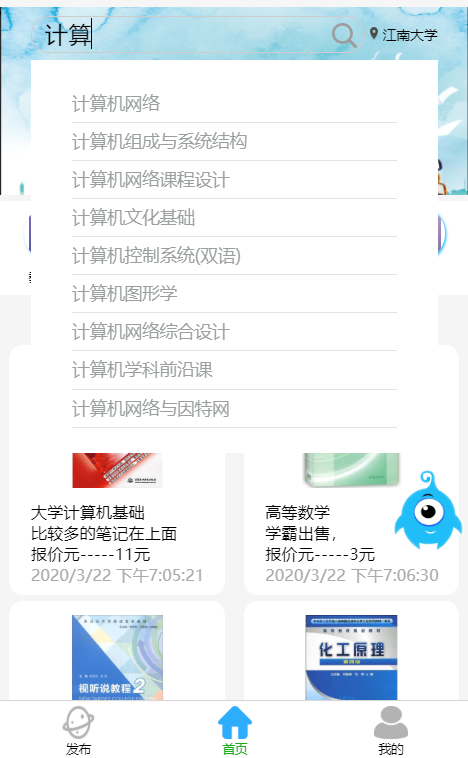 计算
江南大学
计算机网络
计算机组成与系统结构
计算机网络课程设计
计算机文化基础
计算机控制系统(双语)
计算机图形学
计算机网络综合设计
计算机学科前沿课
计算机网络与因特网
大学计算机基础
比较多的笔记在上面
报价元-----11元
2020/3/22 下午7:05:21
高等数学
学霸出售，
报价元-----3元
2020/3/22 下午7:06:30
视听说教程2
化工原理
发布
首页
我的